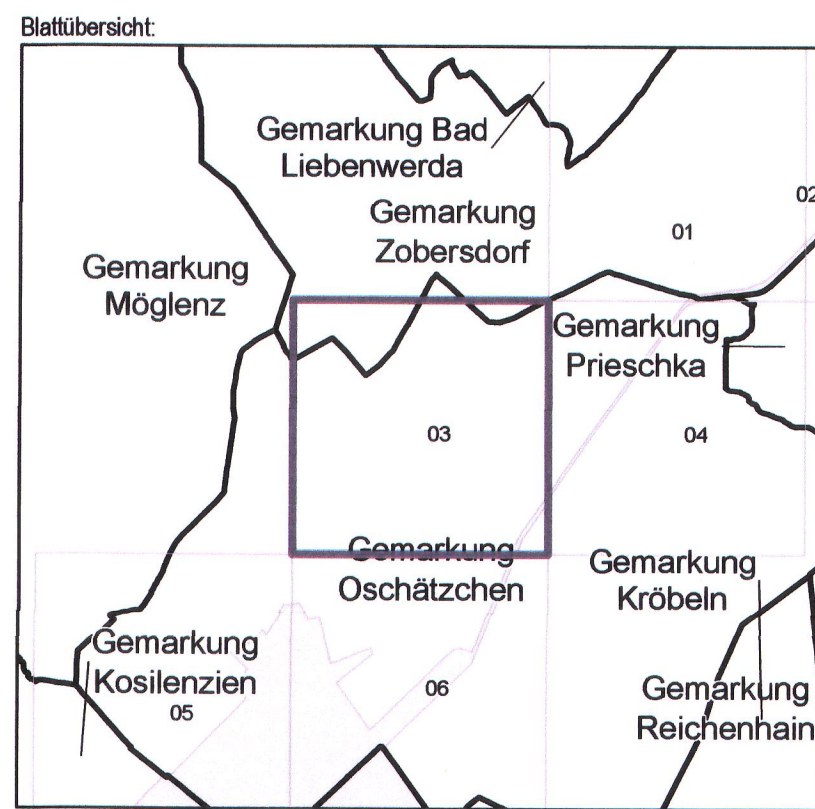 Blattübersicht:
Gemarkung Bad
Liebenwerda
Gemarkung
Zobersdorf
01
02
Gemarkung
Möglenz
Gemarkung
Prieschka
03
04
Gemarkung
Oschätzchen
Gemarkung
Kröbeln
Gemarkung
Kosilenzien
05
06
Gemarkung
Reichenhain